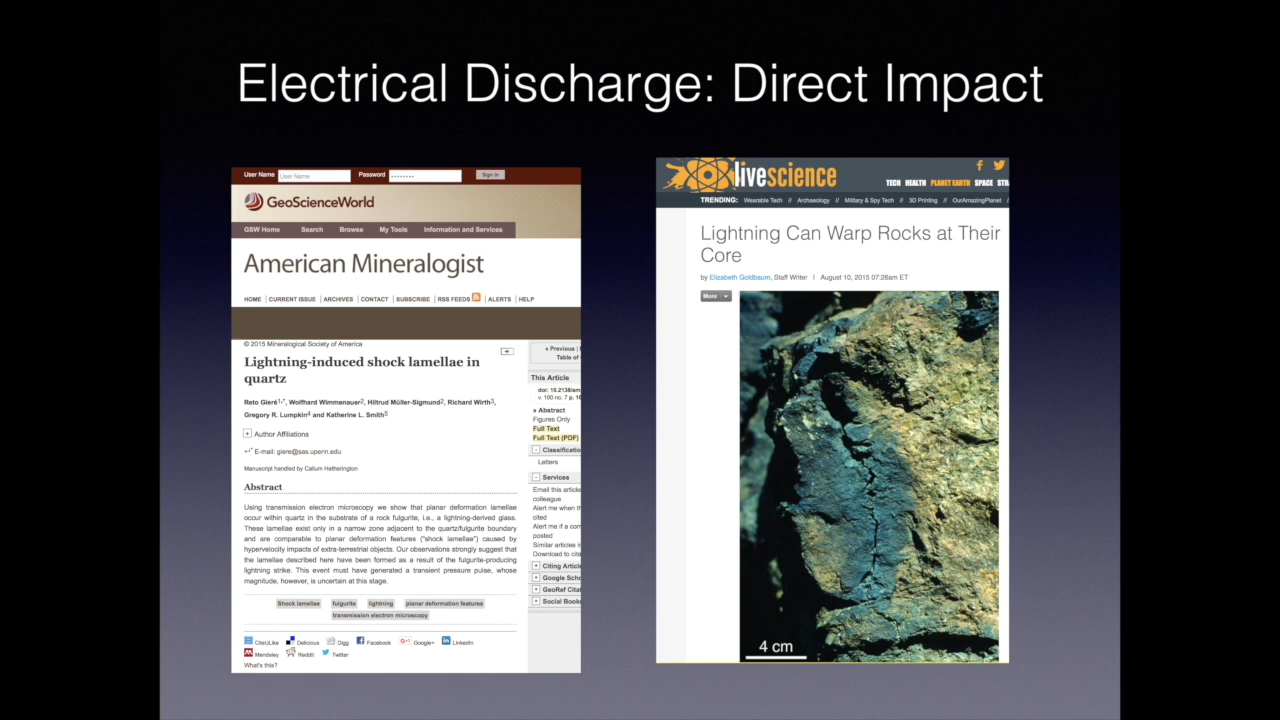 Electrical Discharge: Direct Impact
User Name
User Name
Password
Sign In
GeoScienceWorld
GSW Home Search Browse My Tools Information and Services
American Mineralogist
HOME | CURRENT ISSUE | ARCHIVES | CONTACT | SUBSCRIBE | RSS FEEDS | ALERTS | HELP
© 2015 Mineralogical Society of America
Lightning-induced shock lamellae in
quartz
Reto Gieré1,*, Wolfhard Wimmenauer2, Hiltrud Müller-Sigmund2, Richard Wirth3,
Gregory R. Lumpkin4 and Katherine L. Smith5
+ Author Affiliations
E-mail: giere@sas.upenn.edu
Manuscript handled by Callum Hetherington
Abstract
Using transmission electron microscopy we show that planar deformation lamellae
occur within quartz in the substrate of a rock fulgurite, i.e., a lightning-derived glass.
These lamellae exist only in a narrow zone adjacent to the quartz/fulgurite boundary
and are comparable to planar deformation features ("shock lamellae") caused by
hypervelocity impacts of extra-terrestrial objects. Our observations strongly suggest that
the lamellae described here have been formed as a result of the fulgurite-producing
lightning strike. This event must have generated a transient pressure pulse, whose
magnitude, however, is uncertain at this stage.
Shock lamellae fulgurite lightning planar deformation features
transmission electron microscopy
CiteULike Delicious Digg Facebook Google+ LinkedIn
Mendeley Reddit Twitter
What's this?
« Previous |
Table of
This Article
doi: 10.2138/am
v. 100 no. 7 p. 16
» Abstract
Figures Only
Full Text
Full Text (PDF)
- Classificatio
Letters
- Services
Email this article
colleague
Alert me when th
cited
Alert me if a com
posted
Similar articles in
Download to cita
+ Citing Article
+ Google Scho
+ GeoRef Citat
+ Social Book
livescience
TECH HEALTH PLANET EARTH SPACE STR
TRENDING: Wearable Tech // Archaeology // Military & Spy Tech // 3D Printing // OurAmazingPlanet /
Lightning Can Warp Rocks at Their
Core
by Elizabeth Goldbaum, Staff Writer | August 10, 2015 07:26am ET
More
4 cm